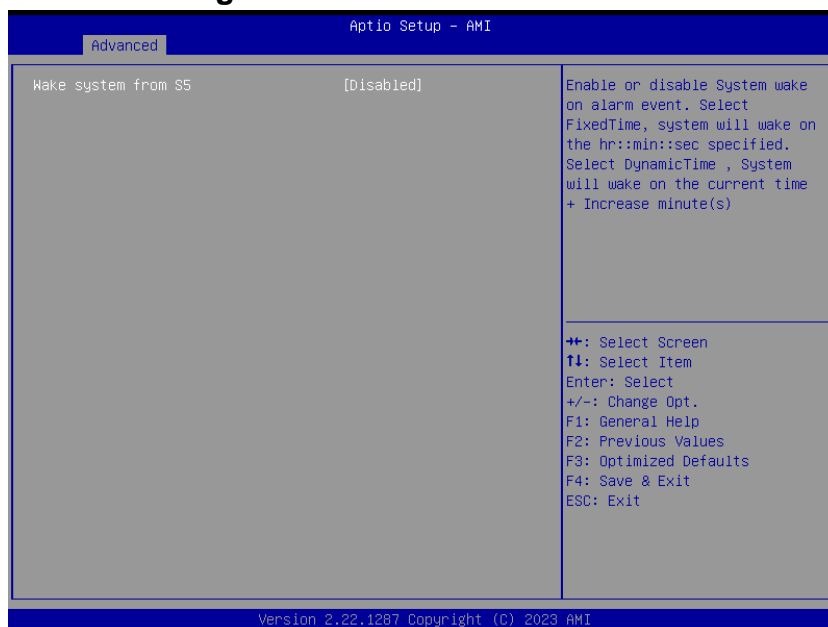 Aptio Setup – AMI
Advanced
Wake system from S5 [Disabled]
Enable or disable System wake
on alarm event. Select
FixedTime, system will wake on
the hr::min::sec specified.
Select DynamicTime , System
will wake on the current time
+ Increase minute(s)
→←: Select Screen
↑↓: Select Item
Enter: Select
+/-: Change Opt.
F1: General Help
F2: Previous Values
F3: Optimized Defaults
F4: Save & Exit
ESC: Exit
Version 2.22.1287 Copyright (C) 2023 AMI